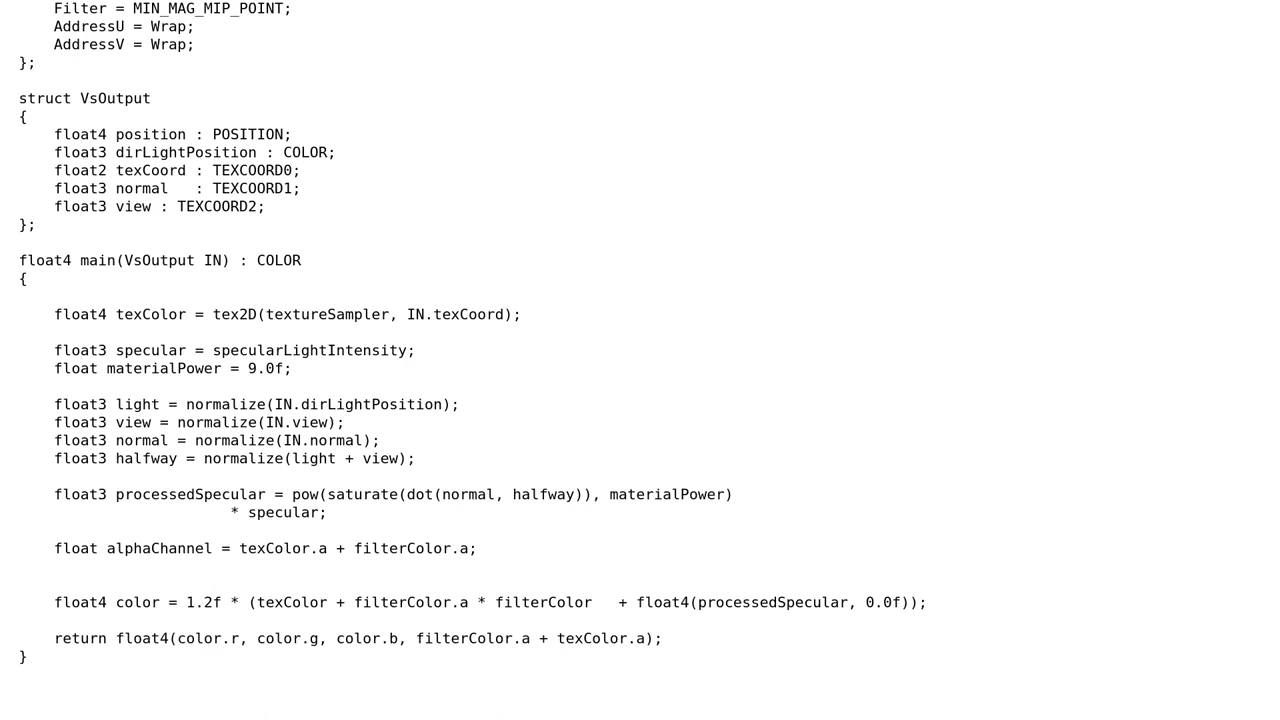 Filter = MIN_MAG_MIP_POINT;
    AddressU = Wrap;
    AddressV = Wrap;
};

struct VsOutput
{
    float4 position : POSITION;
    float3 dirLightPosition : COLOR;
    float2 texCoord : TEXCOORD0;
    float3 normal   : TEXCOORD1;
    float3 view : TEXCOORD2;
};

float4 main(VsOutput IN) : COLOR
{

    float4 texColor = tex2D(textureSampler, IN.texCoord);

    float3 specular = specularLightIntensity;
    float materialPower = 9.0f;

    float3 light = normalize(IN.dirLightPosition);
    float3 view = normalize(IN.view);
    float3 normal = normalize(IN.normal);
    float3 halfway = normalize(light + view);

    float3 processedSpecular = pow(saturate(dot(normal, halfway)), materialPower)
                        * specular;

    float alphaChannel = texColor.a + filterColor.a;


    float4 color = 1.2f * (texColor + filterColor.a * filterColor   + float4(processedSpecular, 0.0f));

    return float4(color.r, color.g, color.b, filterColor.a + texColor.a);
}